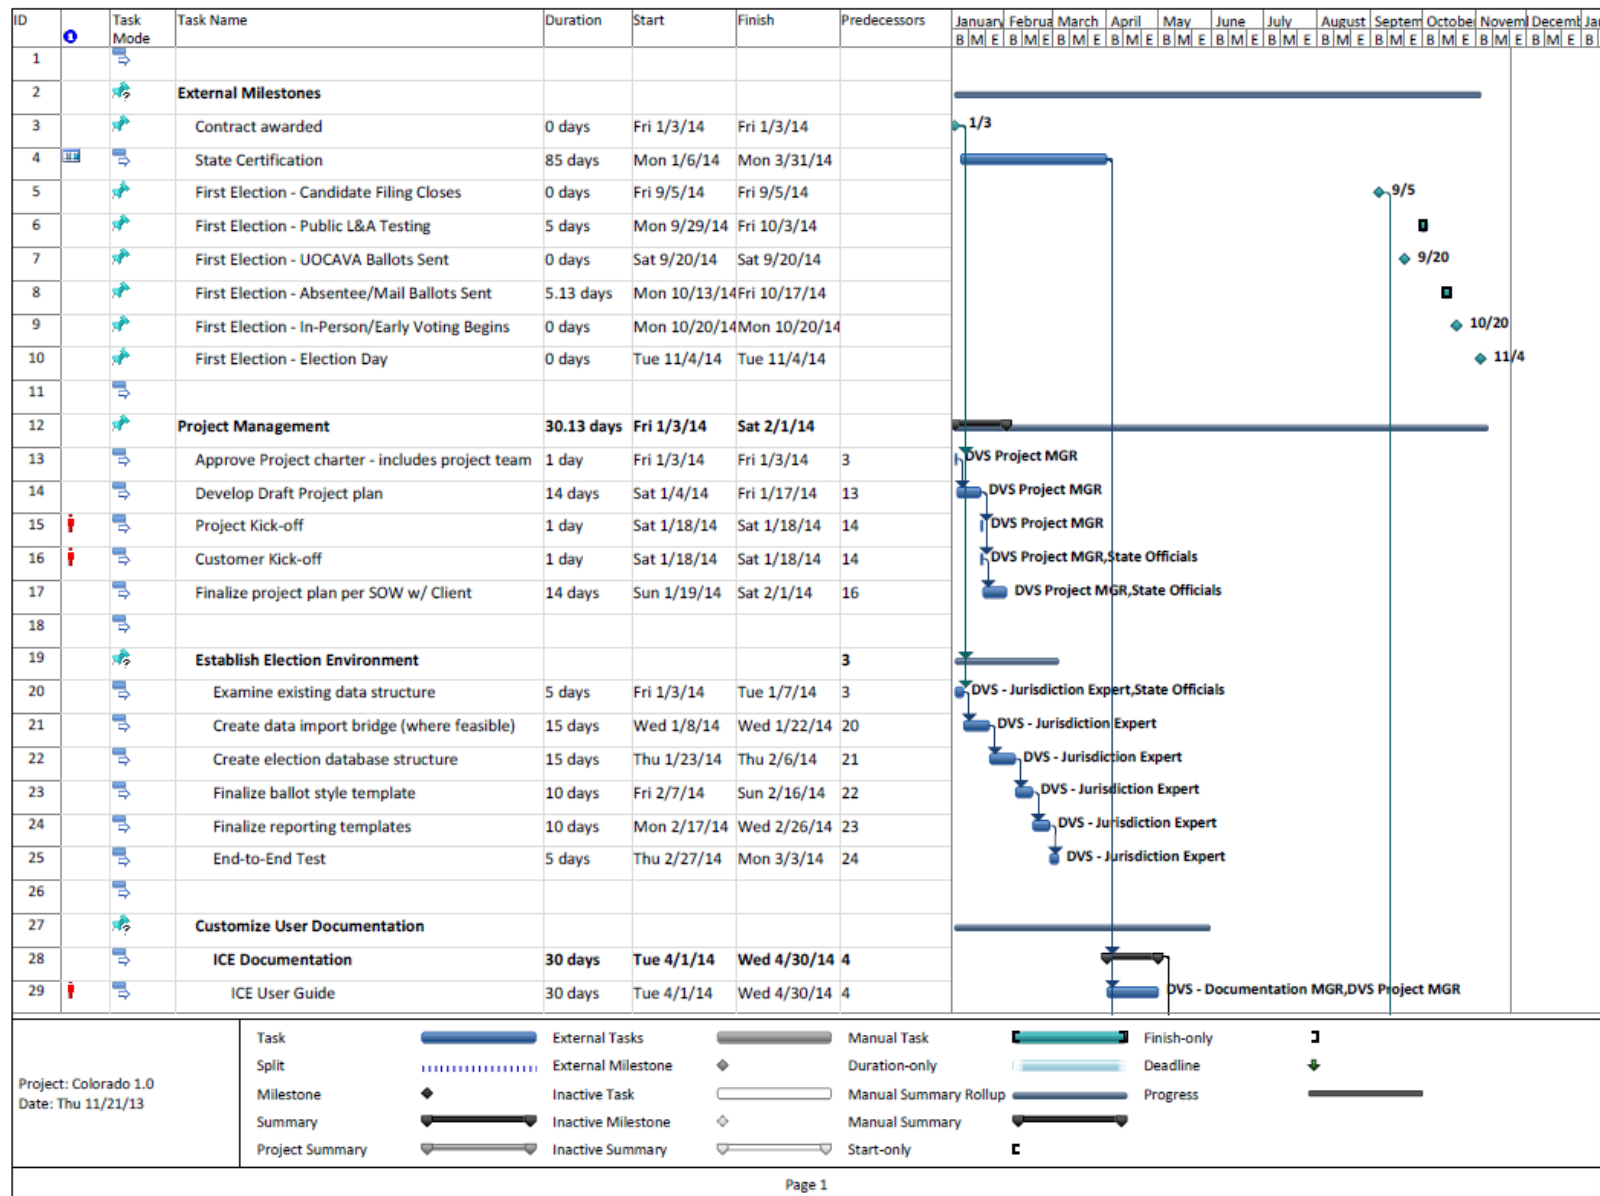 ID Task Mode Task Name Duration Start Finish Predecessors January Februa March April May June July August Septem October Novem Decemb Ja
B M E B M E B M E B M E B M E B M E B M E B M E B M E B M E B M E B M E B
1
2 External Milestones
3 Contract awarded 0 days Fri 1/3/14 Fri 1/3/14 1/3
4 State Certification 85 days Mon 1/6/14 Mon 3/31/14
5 First Election - Candidate Filing Closes 0 days Fri 9/5/14 Fri 9/5/14 9/5
6 First Election - Public L&A Testing 5 days Mon 9/29/14 Fri 10/3/14
7 First Election - UOCAVA Ballots Sent 0 days Sat 9/20/14 Sat 9/20/14 9/20
8 First Election - Absentee/Mail Ballots Sent 5.13 days Mon 10/13/14 Fri 10/17/14
9 First Election - In-Person/Early Voting Begins 0 days Mon 10/20/14 Mon 10/20/14 10/20
10 First Election - Election Day 0 days Tue 11/4/14 Tue 11/4/14 11/4
11
12 Project Management 30.13 days Fri 1/3/14 Sat 2/1/14
13 Approve Project charter - includes project team 1 day Fri 1/3/14 Fri 1/3/14 3 DVS Project MGR
14 Develop Draft Project plan 14 days Sat 1/4/14 Fri 1/17/14 13 DVS Project MGR
15 Project Kick-off 1 day Sat 1/18/14 Sat 1/18/14 14 DVS Project MGR
16 Customer Kick-off 1 day Sat 1/18/14 Sat 1/18/14 14 DVS Project MGR,State Officials
17 Finalize project plan per SOW w/ Client 14 days Sun 1/19/14 Sat 2/1/14 16 DVS Project MGR,State Officials
18
19 Establish Election Environment 3
20 Examine existing data structure 5 days Fri 1/3/14 Tue 1/7/14 3 DVS - Jurisdiction Expert,State Officials
21 Create data import bridge (where feasible) 15 days Wed 1/8/14 Wed 1/22/14 20 DVS - Jurisdiction Expert
22 Create election database structure 15 days Thu 1/23/14 Thu 2/6/14 21 DVS - Jurisdiction Expert
23 Finalize ballot style template 10 days Fri 2/7/14 Sun 2/16/14 22 DVS - Jurisdiction Expert
24 Finalize reporting templates 10 days Mon 2/17/14 Wed 2/26/14 23 DVS - Jurisdiction Expert
25 End-to-End Test 5 days Thu 2/27/14 Mon 3/3/14 24 DVS - Jurisdiction Expert
26
27 Customize User Documentation
28 ICE Documentation 30 days Tue 4/1/14 Wed 4/30/14 4
29 ICE User Guide 30 days Tue 4/1/14 Wed 4/30/14 4 DVS - Documentation MGR,DVS Project MGR
Project: Colorado 1.0
Date: Thu 11/21/13
Task External Tasks Manual Task Finish-only
Split External Milestone Duration-only Deadline
Milestone Inactive Task Manual Summary Rollup Progress
Summary Inactive Milestone Manual Summary
Project Summary Inactive Summary Start-only
Page 1